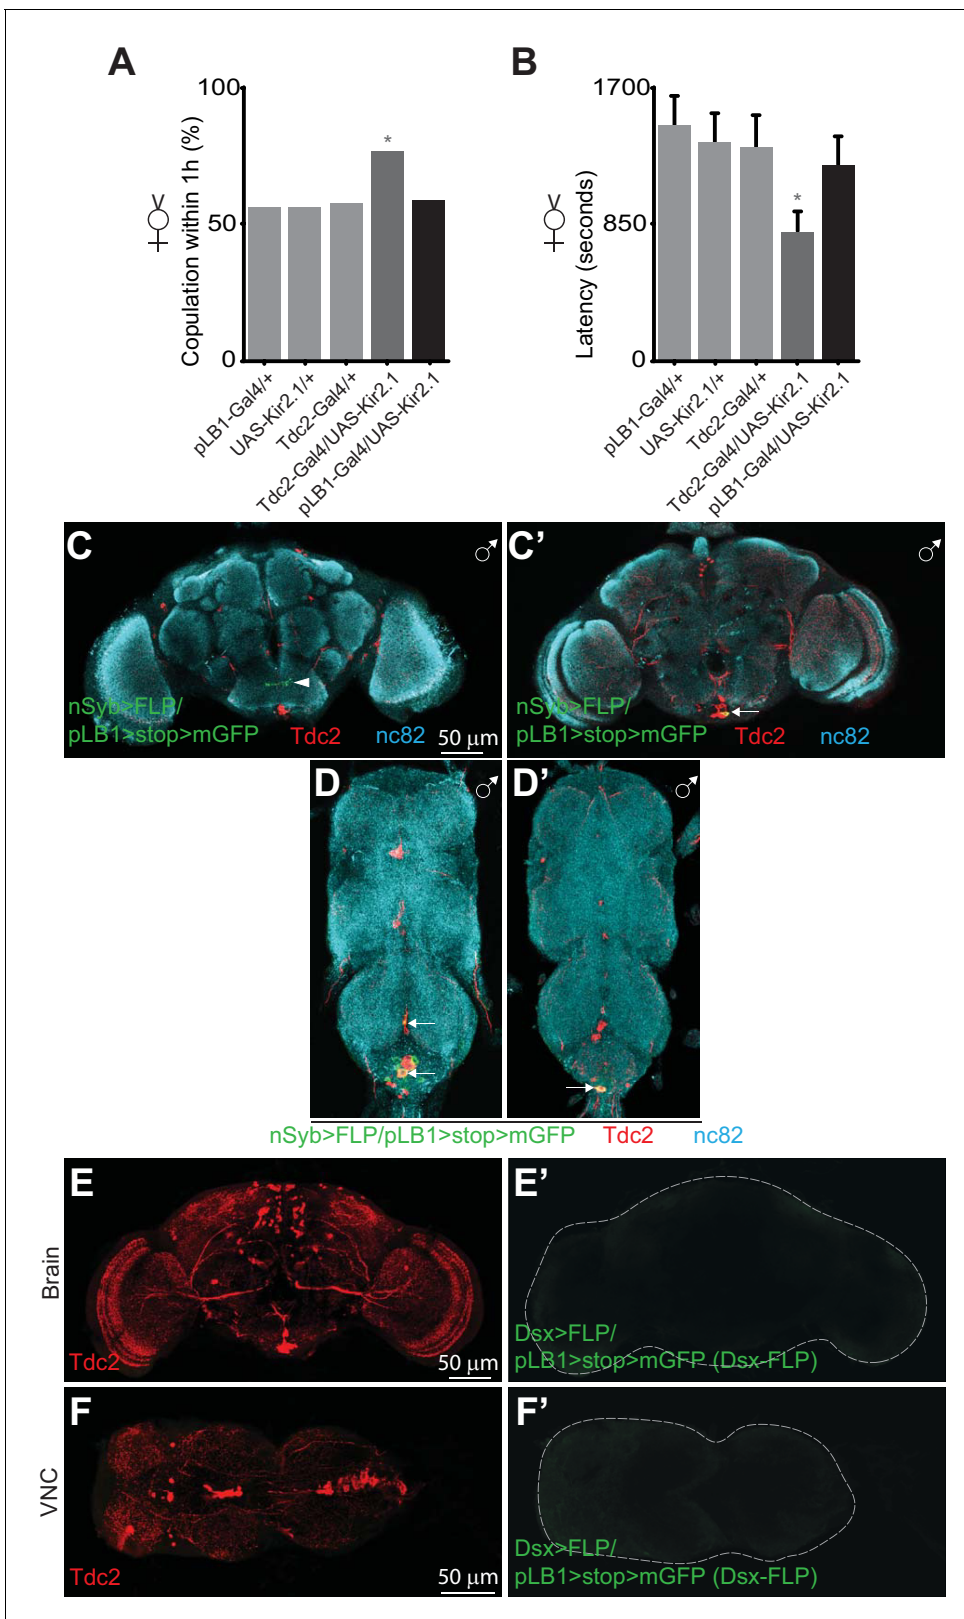 A
B
100
50
0
Copulation within 1h (%)
*
pLB1-Gal4/+
UAS-Kir2.1/+
Tdc2-Gal4/+
Tdc2-Gal4/UAS-Kir2.1
pLB1-Gal4/UAS-Kir2.1
1700
850
0
Latency (seconds)
*
pLB1-Gal4/+
UAS-Kir2.1/+
Tdc2-Gal4/+
Tdc2-Gal4/UAS-Kir2.1
pLB1-Gal4/UAS-Kir2.1
C
nSyb>FLP/
pLB1>stop>mGFP Tdc2 nc82
50 μm
C'
nSyb>FLP/
pLB1>stop>mGFP Tdc2 nc82
D
D'
nSyb>FLP/pLB1>stop>mGFP Tdc2 nc82
Brain
E
Tdc2
50 μm
E'
Dsx>FLP/
pLB1>stop>mGFP (Dsx-FLP)
VNC
F
Tdc2
50 μm
F'
Dsx>FLP/
pLB1>stop>mGFP (Dsx-FLP)